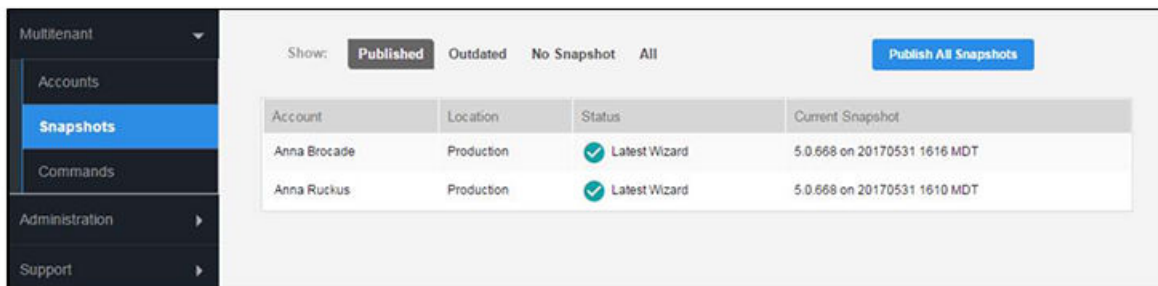 Multitenant
Accounts
Snapshots
Commands
Administration
Support
Show: Published Outdated No Snapshot All
Publish All Snapshots
Account Location Status Current Snapshot
Anna Brocade Production Latest Wizard 5.0.668 on 20170531 1616 MDT
Anna Ruckus Production Latest Wizard 5.0.668 on 20170531 1610 MDT